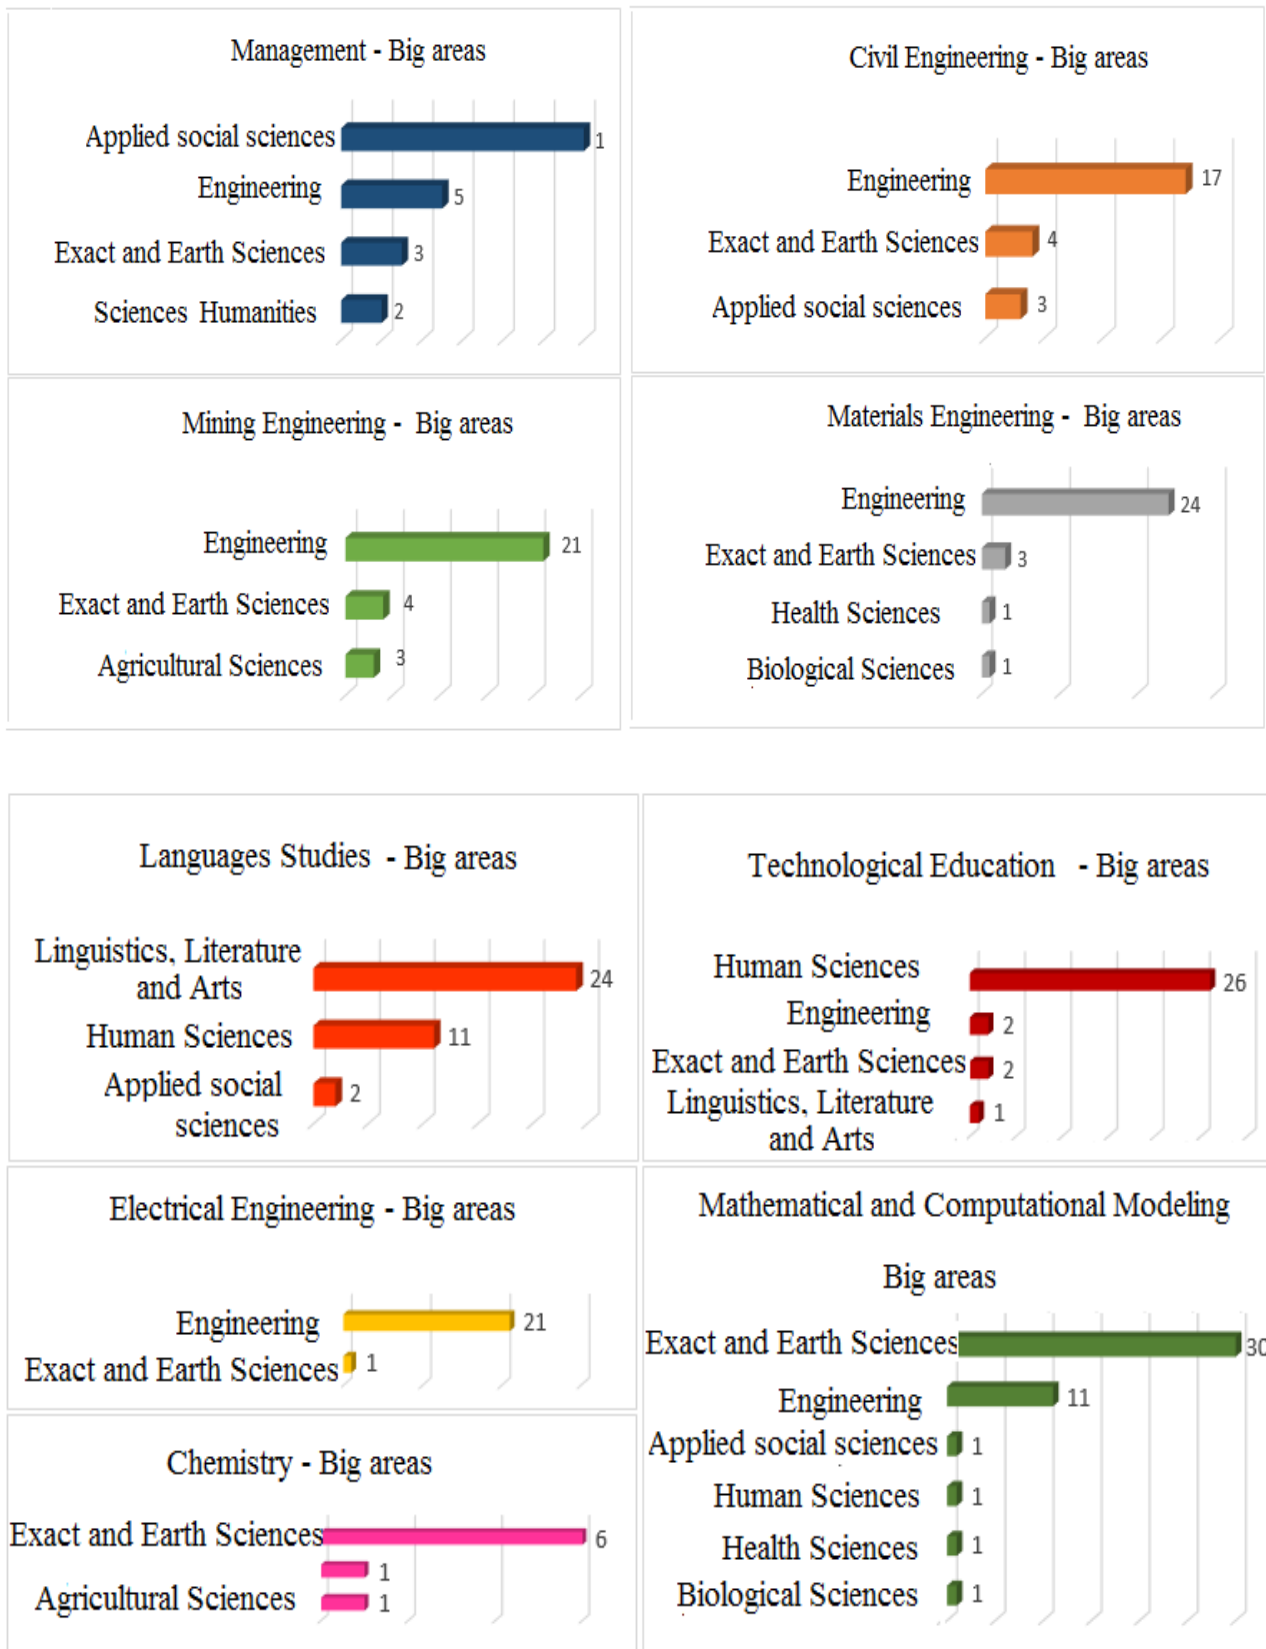 Management - Big areas
Applied social sciences 1
Engineering 5
Exact and Earth Sciences 3
Sciences Humanities 2
Civil Engineering - Big areas
Engineering 17
Exact and Earth Sciences 4
Applied social sciences 3
Mining Engineering - Big areas
Engineering 21
Exact and Earth Sciences 4
Agricultural Sciences 3
Materials Engineering - Big areas
Engineering 24
Exact and Earth Sciences 3
Health Sciences 1
Biological Sciences 1
Languages Studies - Big areas
Linguistics, Literature
and Arts 24
Human Sciences 11
Applied social
sciences 2
Technological Education - Big areas
Human Sciences 26
Engineering 2
Exact and Earth Sciences 2
Linguistics, Literature
and Arts 1
Electrical Engineering - Big areas
Engineering 21
Exact and Earth Sciences 1
Mathematical and Computational Modeling
Big areas
Exact and Earth Sciences 30
Engineering 11
Applied social sciences 1
Human Sciences 1
Health Sciences 1
Biological Sciences 1
Chemistry - Big areas
Exact and Earth Sciences 6
1
Agricultural Sciences 1